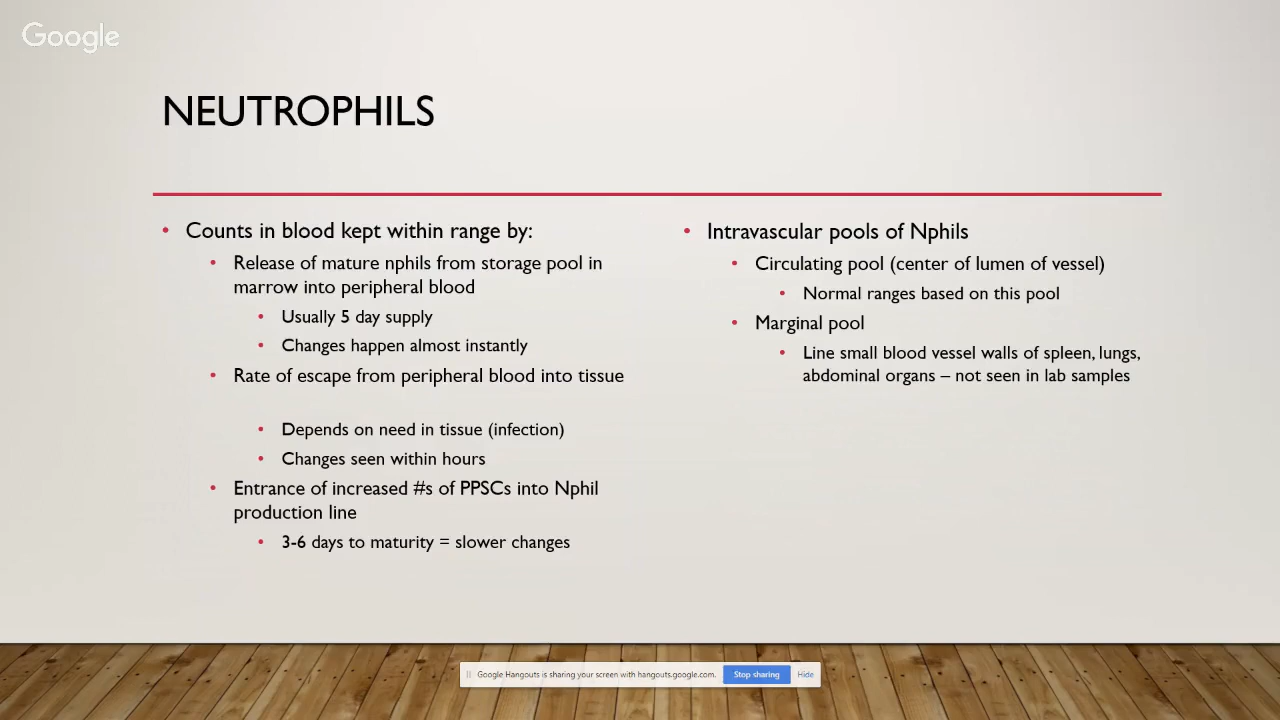 Google
NEUTROPHILS
• Counts in blood kept within range by:
• Release of mature nphils from storage pool in
marrow into peripheral blood
• Usually 5 day supply
• Changes happen almost instantly
• Rate of escape from peripheral blood into tissue
• Depends on need in tissue (infection)
• Changes seen within hours
• Entrance of increased #s of PPSCs into Nphil
production line
• 3-6 days to maturity = slower changes
• Intravascular pools of Nphils
• Circulating pool (center of lumen of vessel)
• Normal ranges based on this pool
• Marginal pool
• Line small blood vessel walls of spleen, lungs,
abdominal organs – not seen in lab samples
Google Hangouts is sharing your screen with hangouts.google.com. Stop sharing Hide